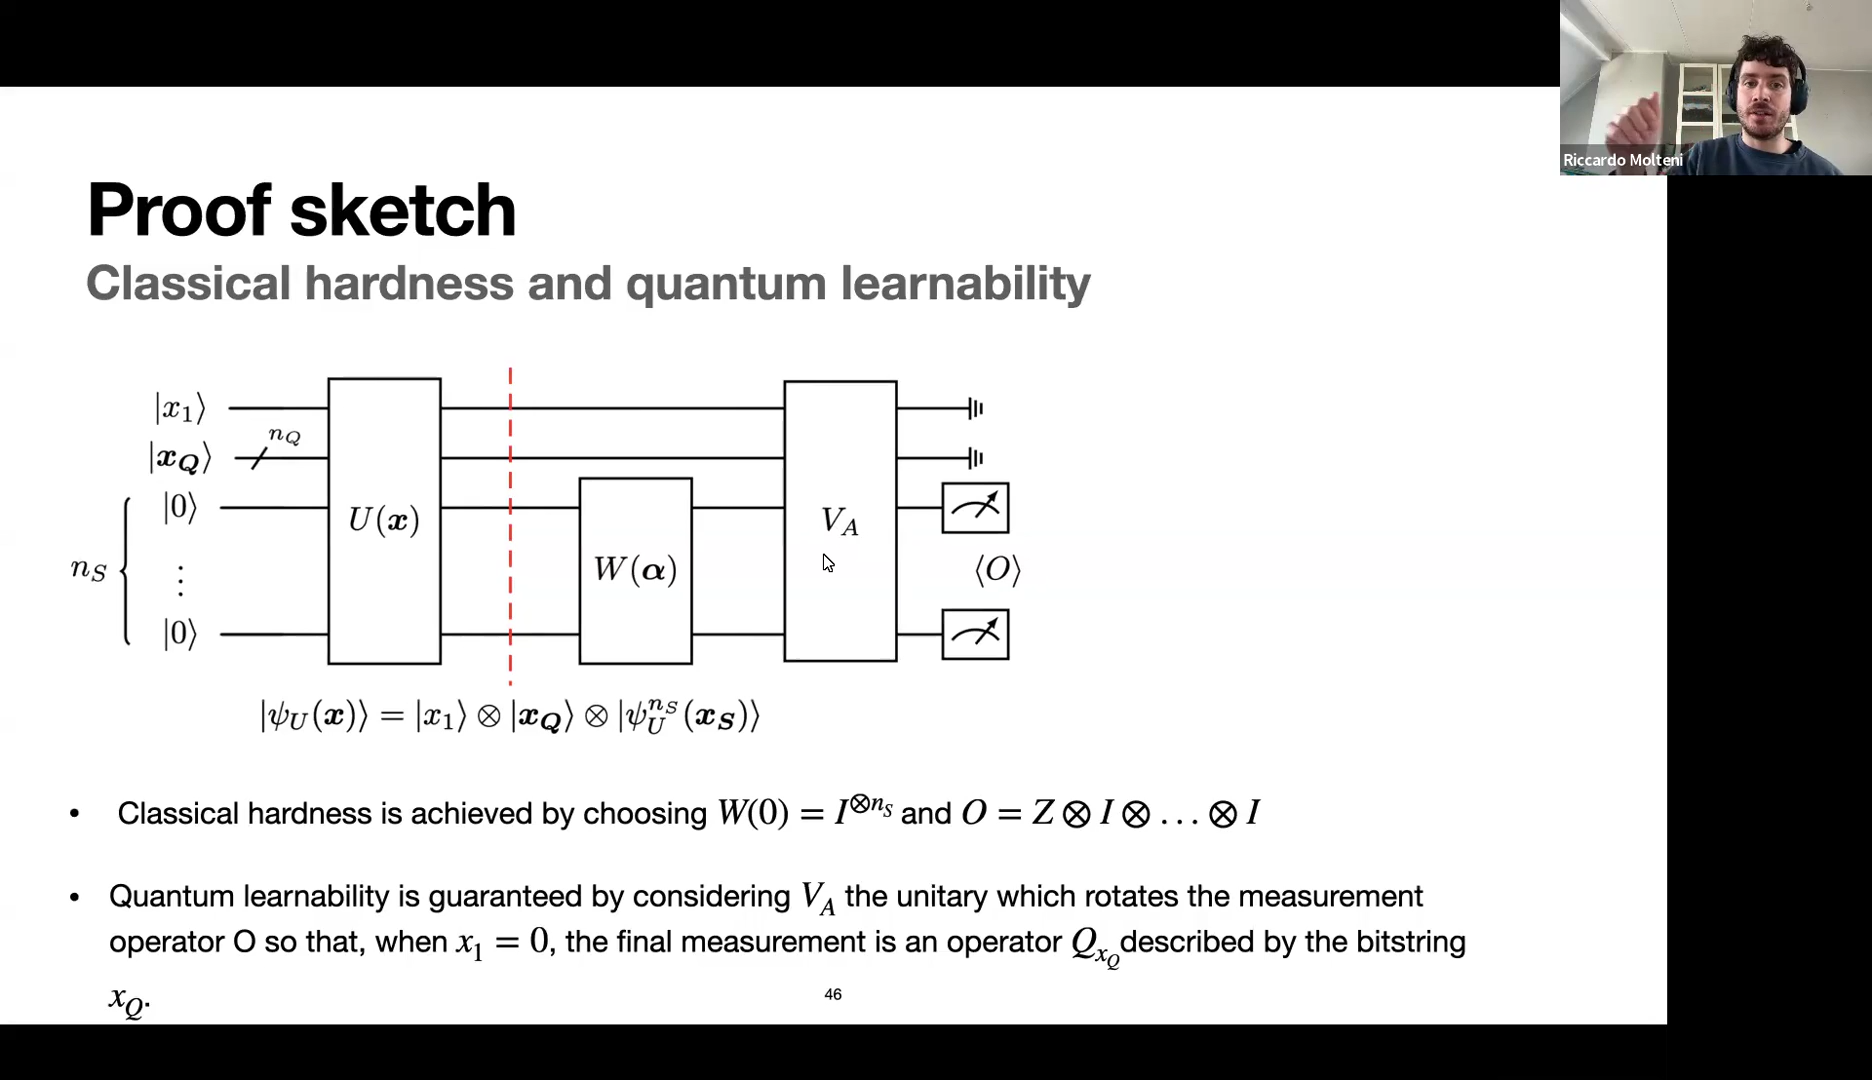 Riccardo Molteni
Proof sketch
Classical hardness and quantum learnability
|x₁⟩
n_Q
|x_Q⟩
|0⟩
U(x)
V_A
n_S
⋮
W(α)
⟨O⟩
|0⟩
|ψ_U(x)⟩ = |x₁⟩ ⊗ |x_Q⟩ ⊗ |ψ_U^{n_S}(x_S)⟩
• Classical hardness is achieved by choosing W(0) = I^{⊗n_S} and O = Z ⊗ I ⊗ … ⊗ I
• Quantum learnability is guaranteed by considering V_A the unitary which rotates the measurement
operator O so that, when x₁ = 0, the final measurement is an operator Q_{x_Q} described by the bitstring
x_Q.
46